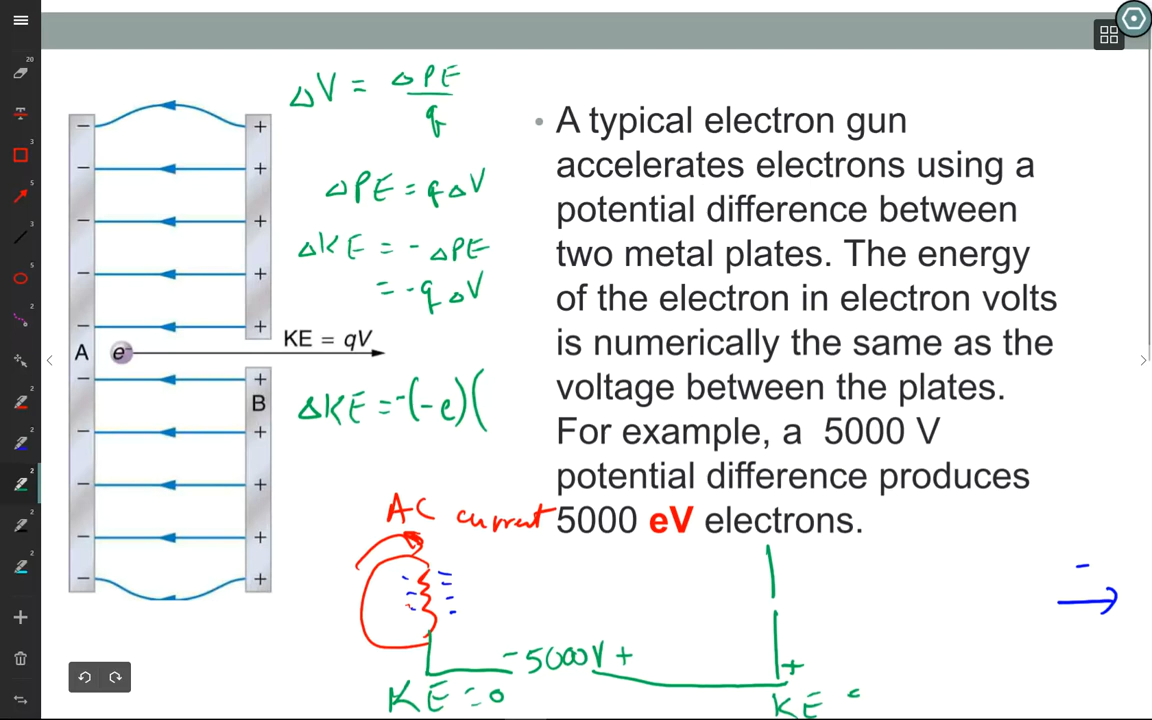 ΔV = ΔPE / q
ΔPE = qΔV
ΔKE = - ΔPE
= - qΔV
KE = qV
A
e⁻
B
ΔKE = -(-e)(
• A typical electron gun
accelerates electrons using a
potential difference between
two metal plates. The energy
of the electron in electron volts
is numerically the same as the
voltage between the plates.
For example, a 5000 V
potential difference produces
5000 eV electrons.
AC current
- 5000V +
+
KE = 0
KE